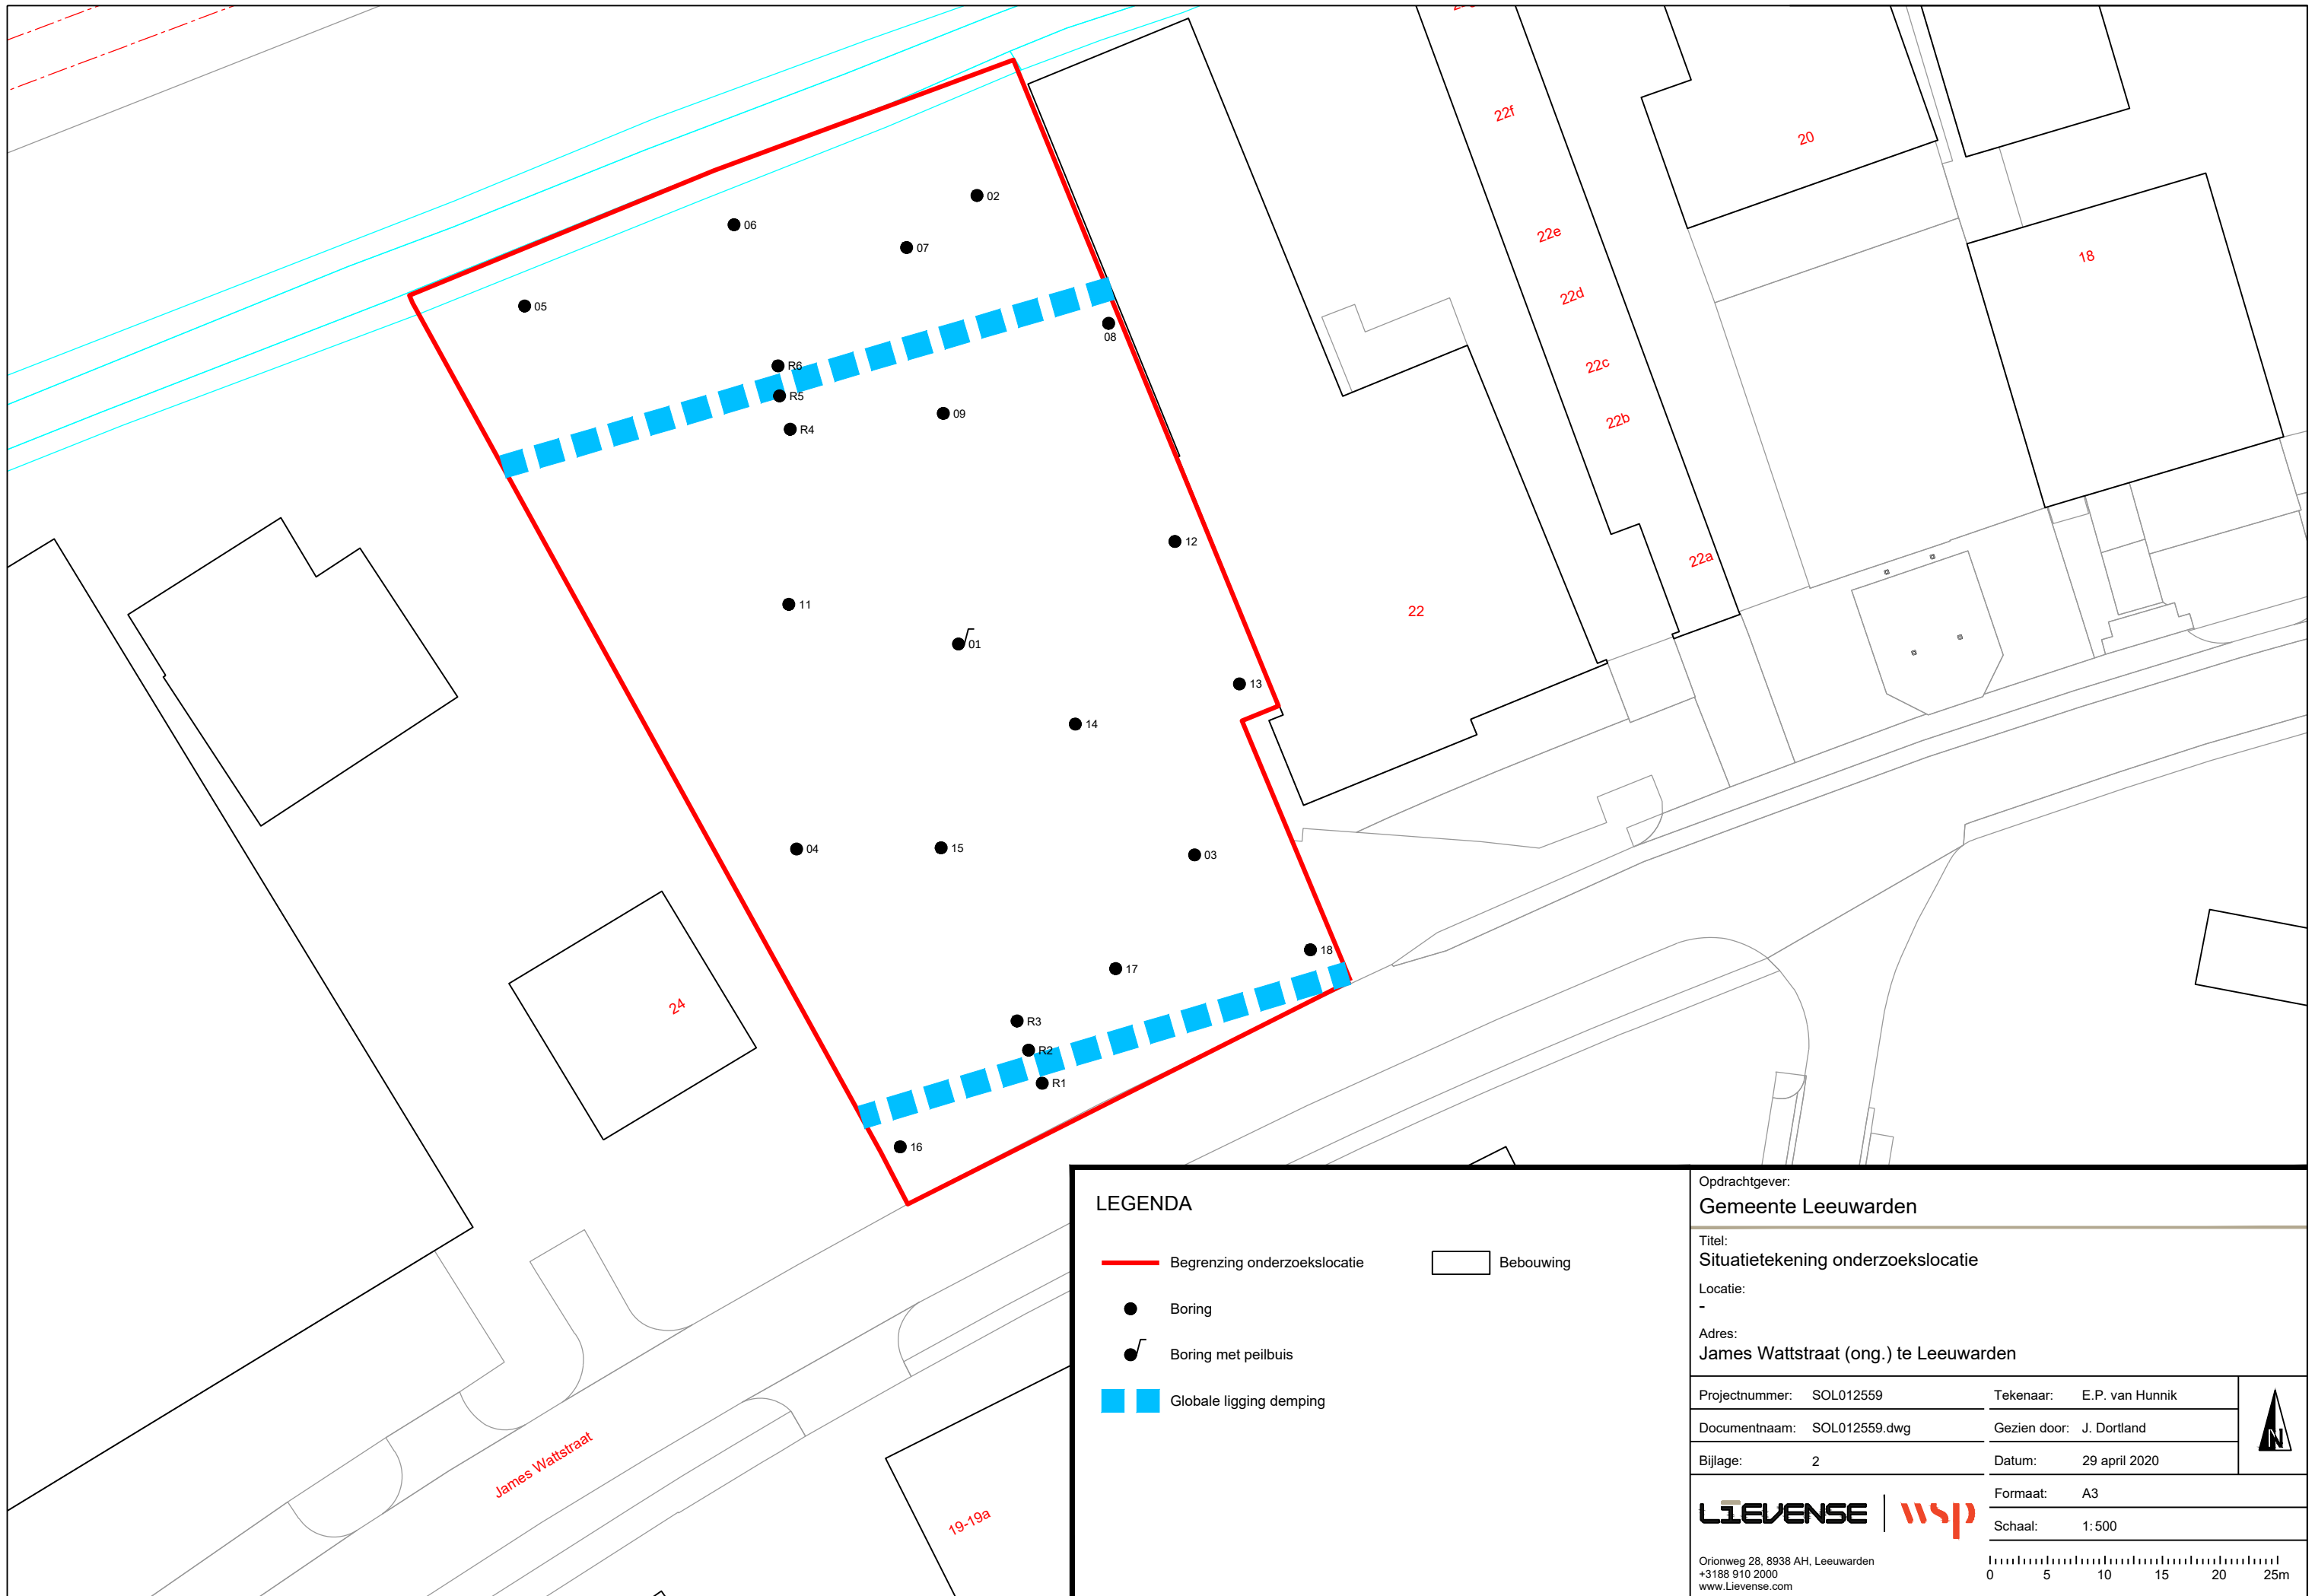 22f
20
02
06
07
22e
18
05
22d
08
R6
22c
R5
09
R4
22b
12
22a
11
22
01
13
14
04
15
03
18
17
24
R3
R2
R1
16
James Wattstraat
19-19a
LEGENDA
Begrenzing onderzoekslocatie
Bebouwing
Boring
Boring met peilbuis
Globale ligging demping
Opdrachtgever:
Gemeente Leeuwarden
Titel:
Situatietekening onderzoekslocatie
Locatie:
-
Adres:
James Wattstraat (ong.) te Leeuwarden
Projectnummer: SOL012559
Tekenaar: E.P. van Hunnik
Documentnaam: SOL012559.dwg
Gezien door: J. Dortland
N
Bijlage: 2
Datum: 29 april 2020
Formaat: A3
LIEVENSE | wsp
Schaal: 1:500
Orionweg 28, 8938 AH, Leeuwarden
+3188 910 2000
www.Lievense.com
0 5 10 15 20 25m